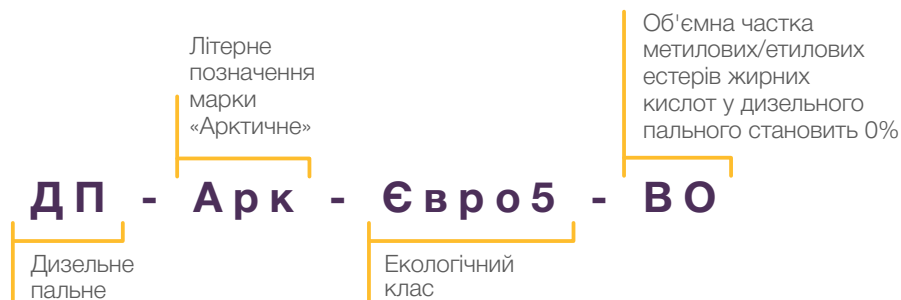 Літерне
позначення
марки
«Арктичне»
Об'ємна частка
метилових/етилових
естерів жирних
кислот у дизельного
пального становить 0%
ДП - Арк - Євро5 - ВО
Дизельне
пальне
Екологічний
клас